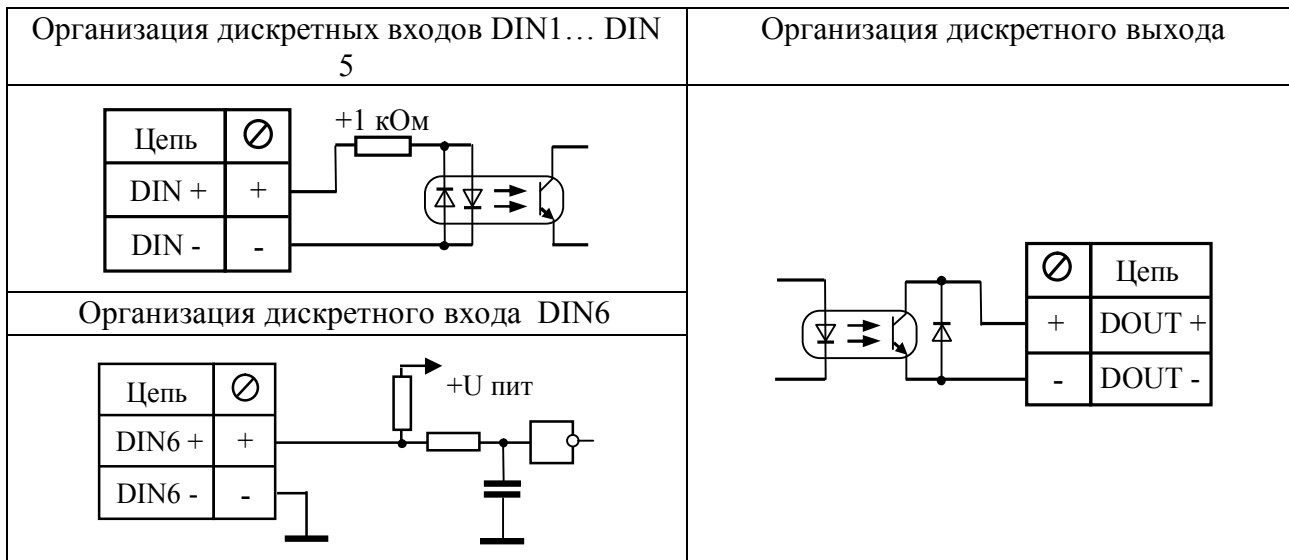 Организация дискретных входов DIN1… DIN
5
Организация дискретного выхода
Цепь
+1 кОм
DIN + +
DIN - -
Организация дискретного входа DIN6
Цепь
+U пит
DIN6 + +
DIN6 - -
Цепь
+ DOUT +
- DOUT -